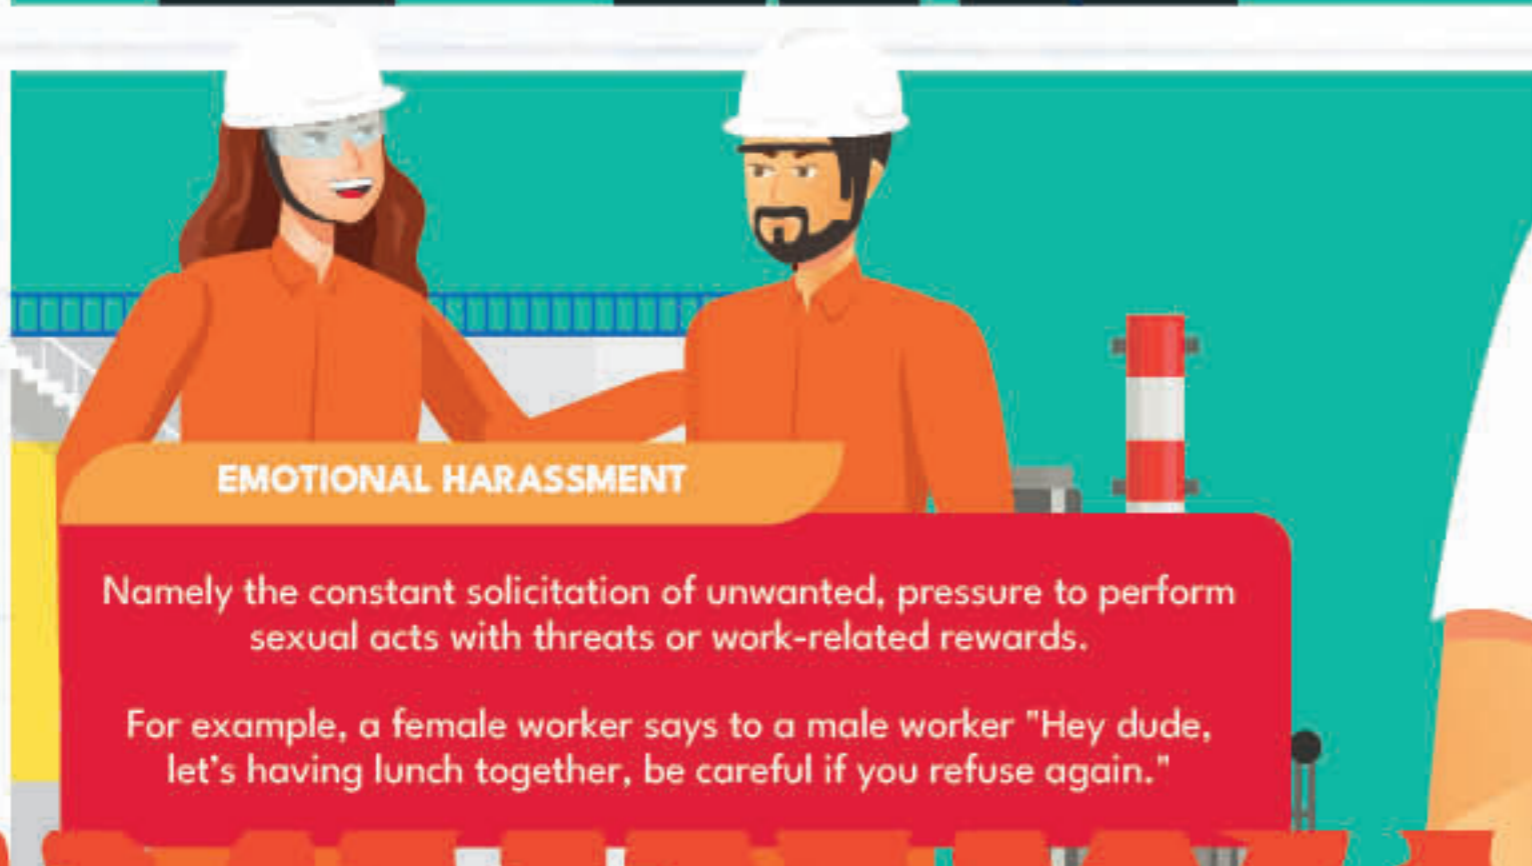 EMOTIONAL HARASSMENT
Namely the constant solicitation of unwanted, pressure to perform
sexual acts with threats or work-related rewards.
For example, a female worker says to a male worker "Hey dude,
let's having lunch together, be careful if you refuse again."